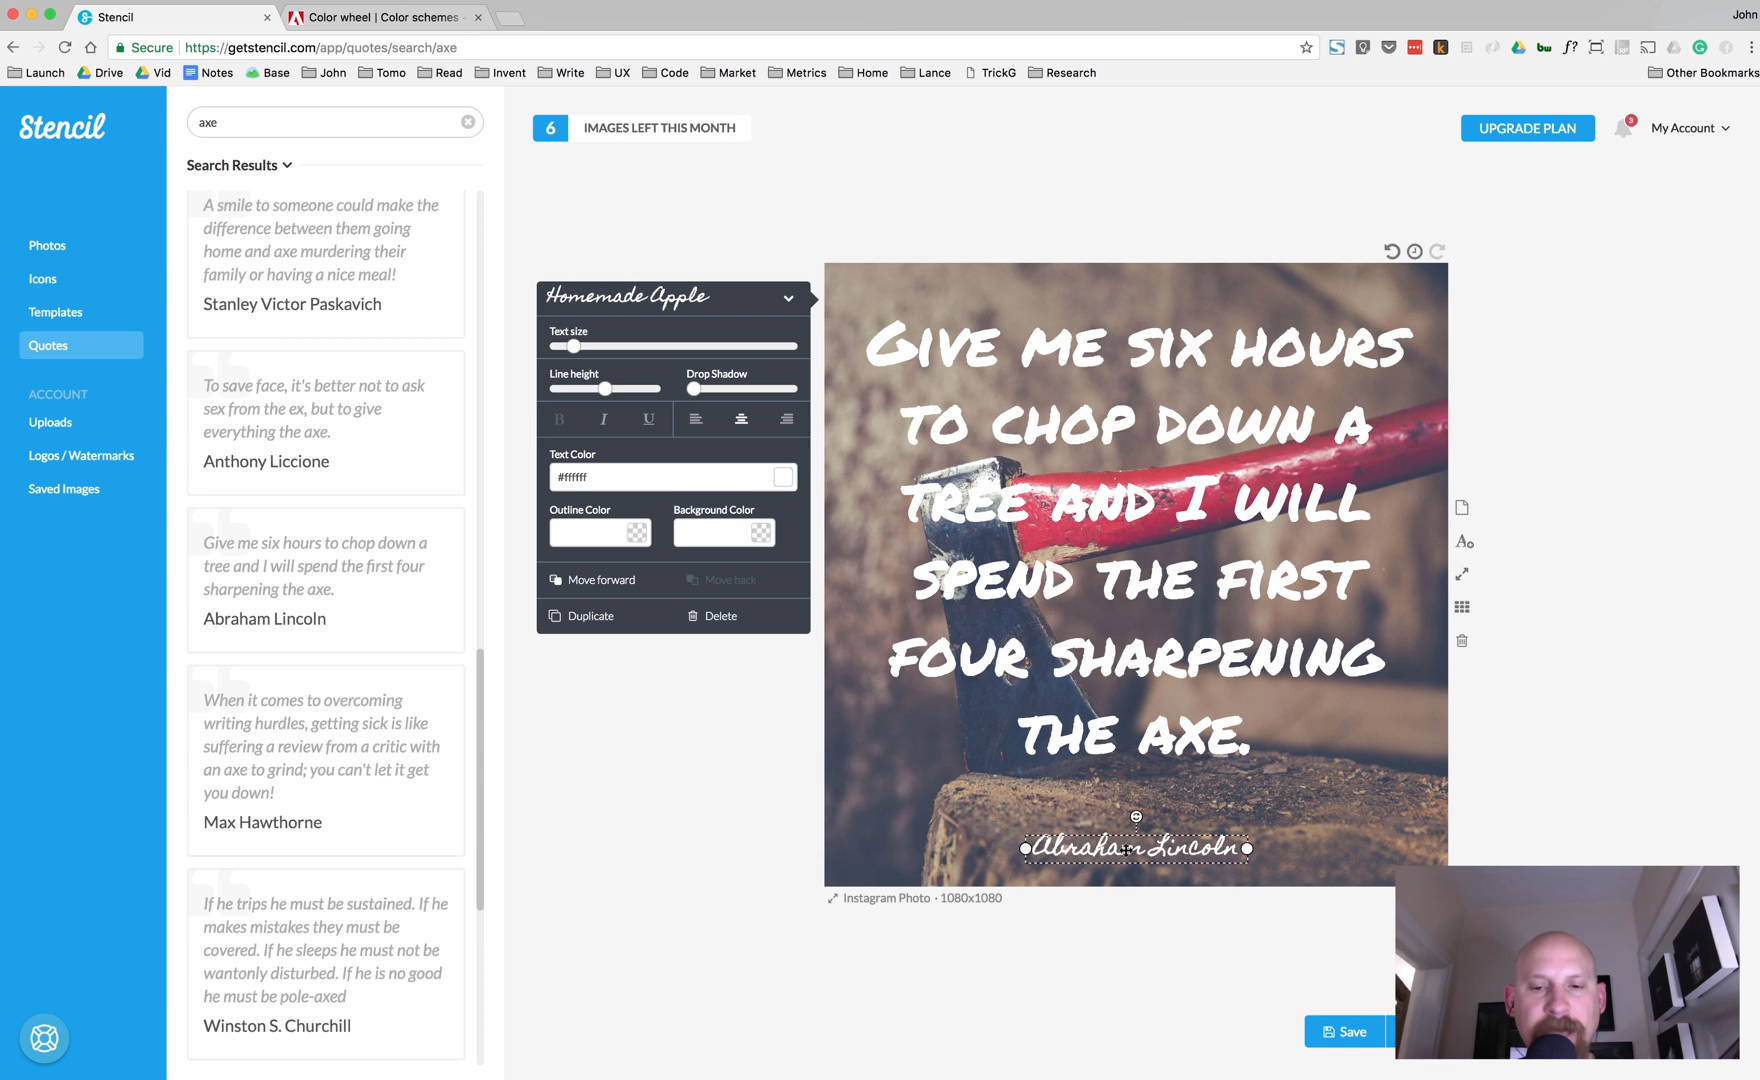 Stencil
Color wheel | Color schemes -
John
Secure
https://getstencil.com/app/quotes/search/axe
Launch
Drive
Vid
Notes
Base
John
Tomo
Read
Invent
Write
UX
Code
Market
Metrics
Home
Lance
TrickG
Research
Other Bookmarks
Stencil
Photos
Icons
Templates
Quotes
ACCOUNT
Uploads
Logos / Watermarks
Saved Images
axe
Search Results
A smile to someone could make the
difference between them going
home and axe murdering their
family or having a nice meal!
Stanley Victor Paskavich
To save face, it's better not to ask
sex from the ex, but to give
everything the axe.
Anthony Liccione
Give me six hours to chop down a
tree and I will spend the first four
sharpening the axe.
Abraham Lincoln
When it comes to overcoming
writing hurdles, getting sick is like
suffering a review from a critic with
an axe to grind; you can't let it get
you down!
Max Hawthorne
If he trips he must be sustained. If he
makes mistakes they must be
covered. If he sleeps he must not be
wantonly disturbed. If he is no good
he must be pole-axed
Winston S. Churchill
6 IMAGES LEFT THIS MONTH
UPGRADE PLAN
3
My Account
Homemade Apple
Text size
Line height
Drop Shadow
B I U
Text Color
#ffffff
Outline Color
Background Color
Move forward
Move back
Duplicate
Delete
GIVE ME SIX HOURS
TO CHOP DOWN A
TREE AND I WILL
SPEND THE FIRST
FOUR SHARPENING
THE AXE.
Abraham Lincoln
Instagram Photo · 1080x1080
Save